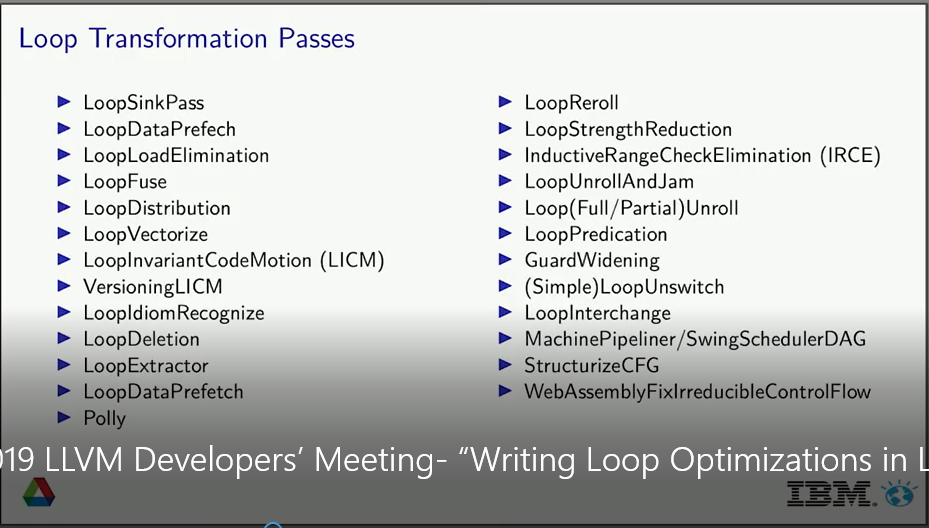 Loop Transformation Passes
LoopSinkPass
LoopDataPrefech
LoopLoadElimination
LoopFuse
LoopDistribution
LoopVectorize
LoopInvariantCodeMotion (LICM)
VersioningLICM
LoopIdiomRecognize
LoopDeletion
LoopExtractor
LoopDataPrefetch
Polly
LoopReroll
LoopStrengthReduction
InductiveRangeCheckElimination (IRCE)
LoopUnrollAndJam
Loop(Full/Partial)Unroll
LoopPredication
GuardWidening
(Simple)LoopUnswitch
LoopInterchange
MachinePipeliner/SwingSchedulerDAG
StructurizeCFG
WebAssemblyFixIrreducibleControlFlow
019 LLVM Developers’ Meeting- “Writing Loop Optimizations in L
IBM